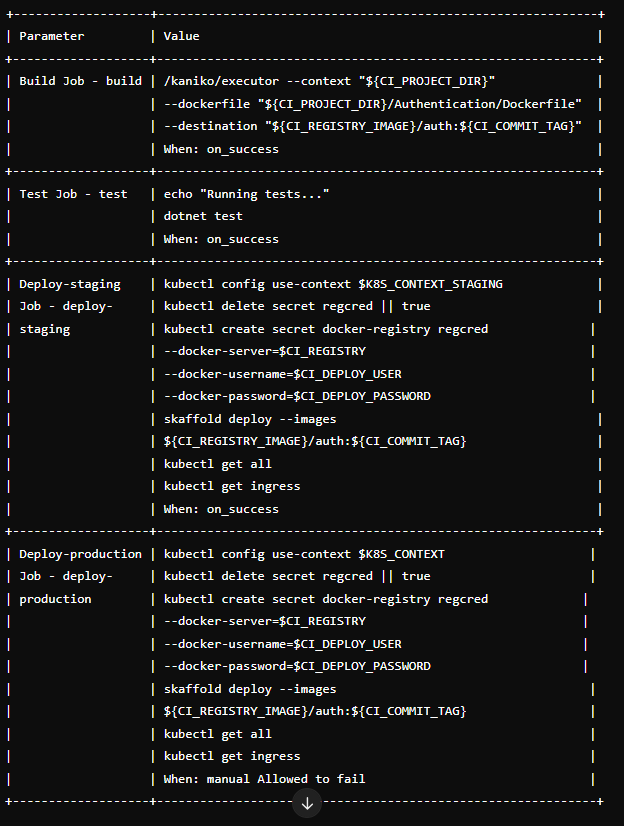 +-------------------+-------------------------------------------------------------+
| Parameter | Value |
+-------------------+-------------------------------------------------------------+
| Build Job - build | /kaniko/executor --context "${CI_PROJECT_DIR}" |
| | --dockerfile "${CI_PROJECT_DIR}/Authentication/Dockerfile" |
| | --destination "${CI_REGISTRY_IMAGE}/auth:${CI_COMMIT_TAG}" |
| | When: on_success |
+-------------------+-------------------------------------------------------------+
| Test Job - test | echo "Running tests..." |
| | dotnet test |
| | When: on_success |
+-------------------+-------------------------------------------------------------+
| Deploy-staging | kubectl config use-context $K8S_CONTEXT_STAGING |
| Job - deploy- | kubectl delete secret regcred || true |
| staging | kubectl create secret docker-registry regcred |
| | --docker-server=$CI_REGISTRY |
| | --docker-username=$CI_DEPLOY_USER |
| | --docker-password=$CI_DEPLOY_PASSWORD |
| | skaffold deploy --images |
| | ${CI_REGISTRY_IMAGE}/auth:${CI_COMMIT_TAG} |
| | kubectl get all |
| | kubectl get ingress |
| | When: on_success |
+-------------------+-------------------------------------------------------------+
| Deploy-production | kubectl config use-context $K8S_CONTEXT |
| Job - deploy- | kubectl delete secret regcred || true |
| production | kubectl create secret docker-registry regcred |
| | --docker-server=$CI_REGISTRY |
| | --docker-username=$CI_DEPLOY_USER |
| | --docker-password=$CI_DEPLOY_PASSWORD |
| | skaffold deploy --images |
| | ${CI_REGISTRY_IMAGE}/auth:${CI_COMMIT_TAG} |
| | kubectl get all |
| | kubectl get ingress |
| | When: manual Allowed to fail |
+-------------------+-------------------------------------------------------------+